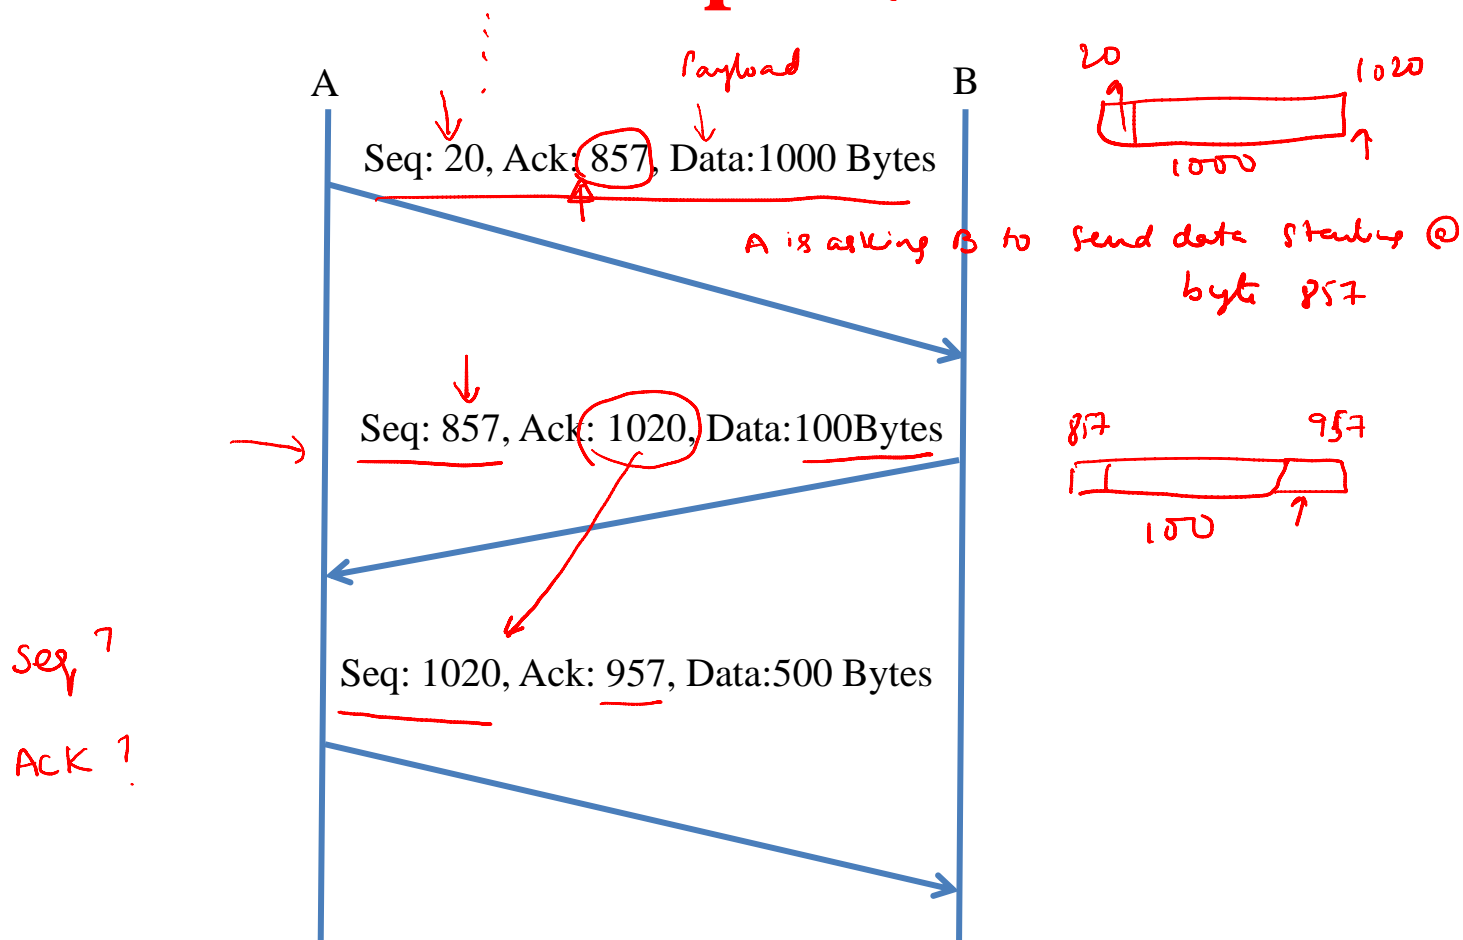 Payload
20
1020
A
B
Seq: 20, Ack: 857, Data:1000 Bytes
1000
A is asking B to send data starting @
byte 857
Seq: 857, Ack: 1020, Data:100Bytes
857
957
100
Seq ?
Seq: 1020, Ack: 957, Data:500 Bytes
ACK ?